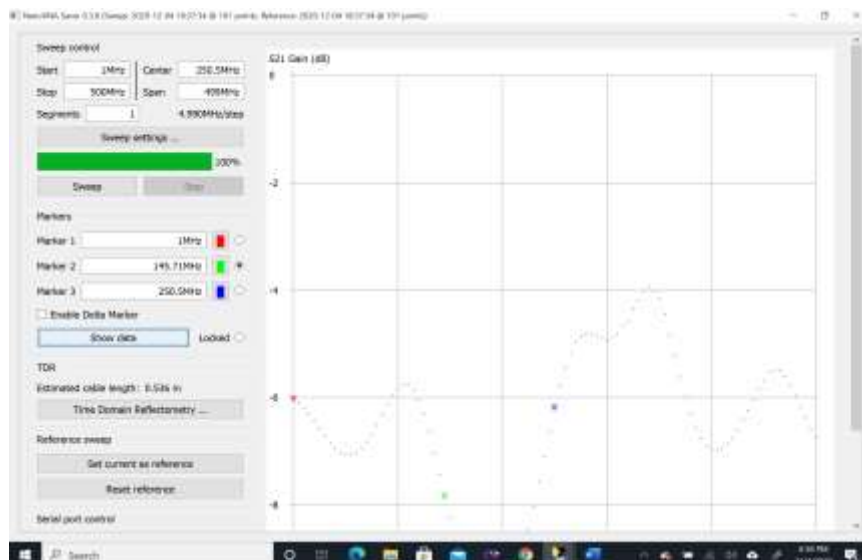 Sweep control
Start 1MHz Center 250.5MHz
Stop 500MHz Span 499MHz
Segments 1 4.990MHz/step
Sweep settings ...
100%
Sweep Stop
Markers
Marker 1 1MHz
Marker 2 145.71MHz
Marker 3 250.5MHz
Enable Delta Marker
Show data Locked
TDR
Estimated cable length: 0.536 m
Time Domain Reflectometry ...
Reference sweep
Set current as reference
Reset reference
Serial port control
S21 Gain (dB)
0
-2
-4
-6
-8
Search